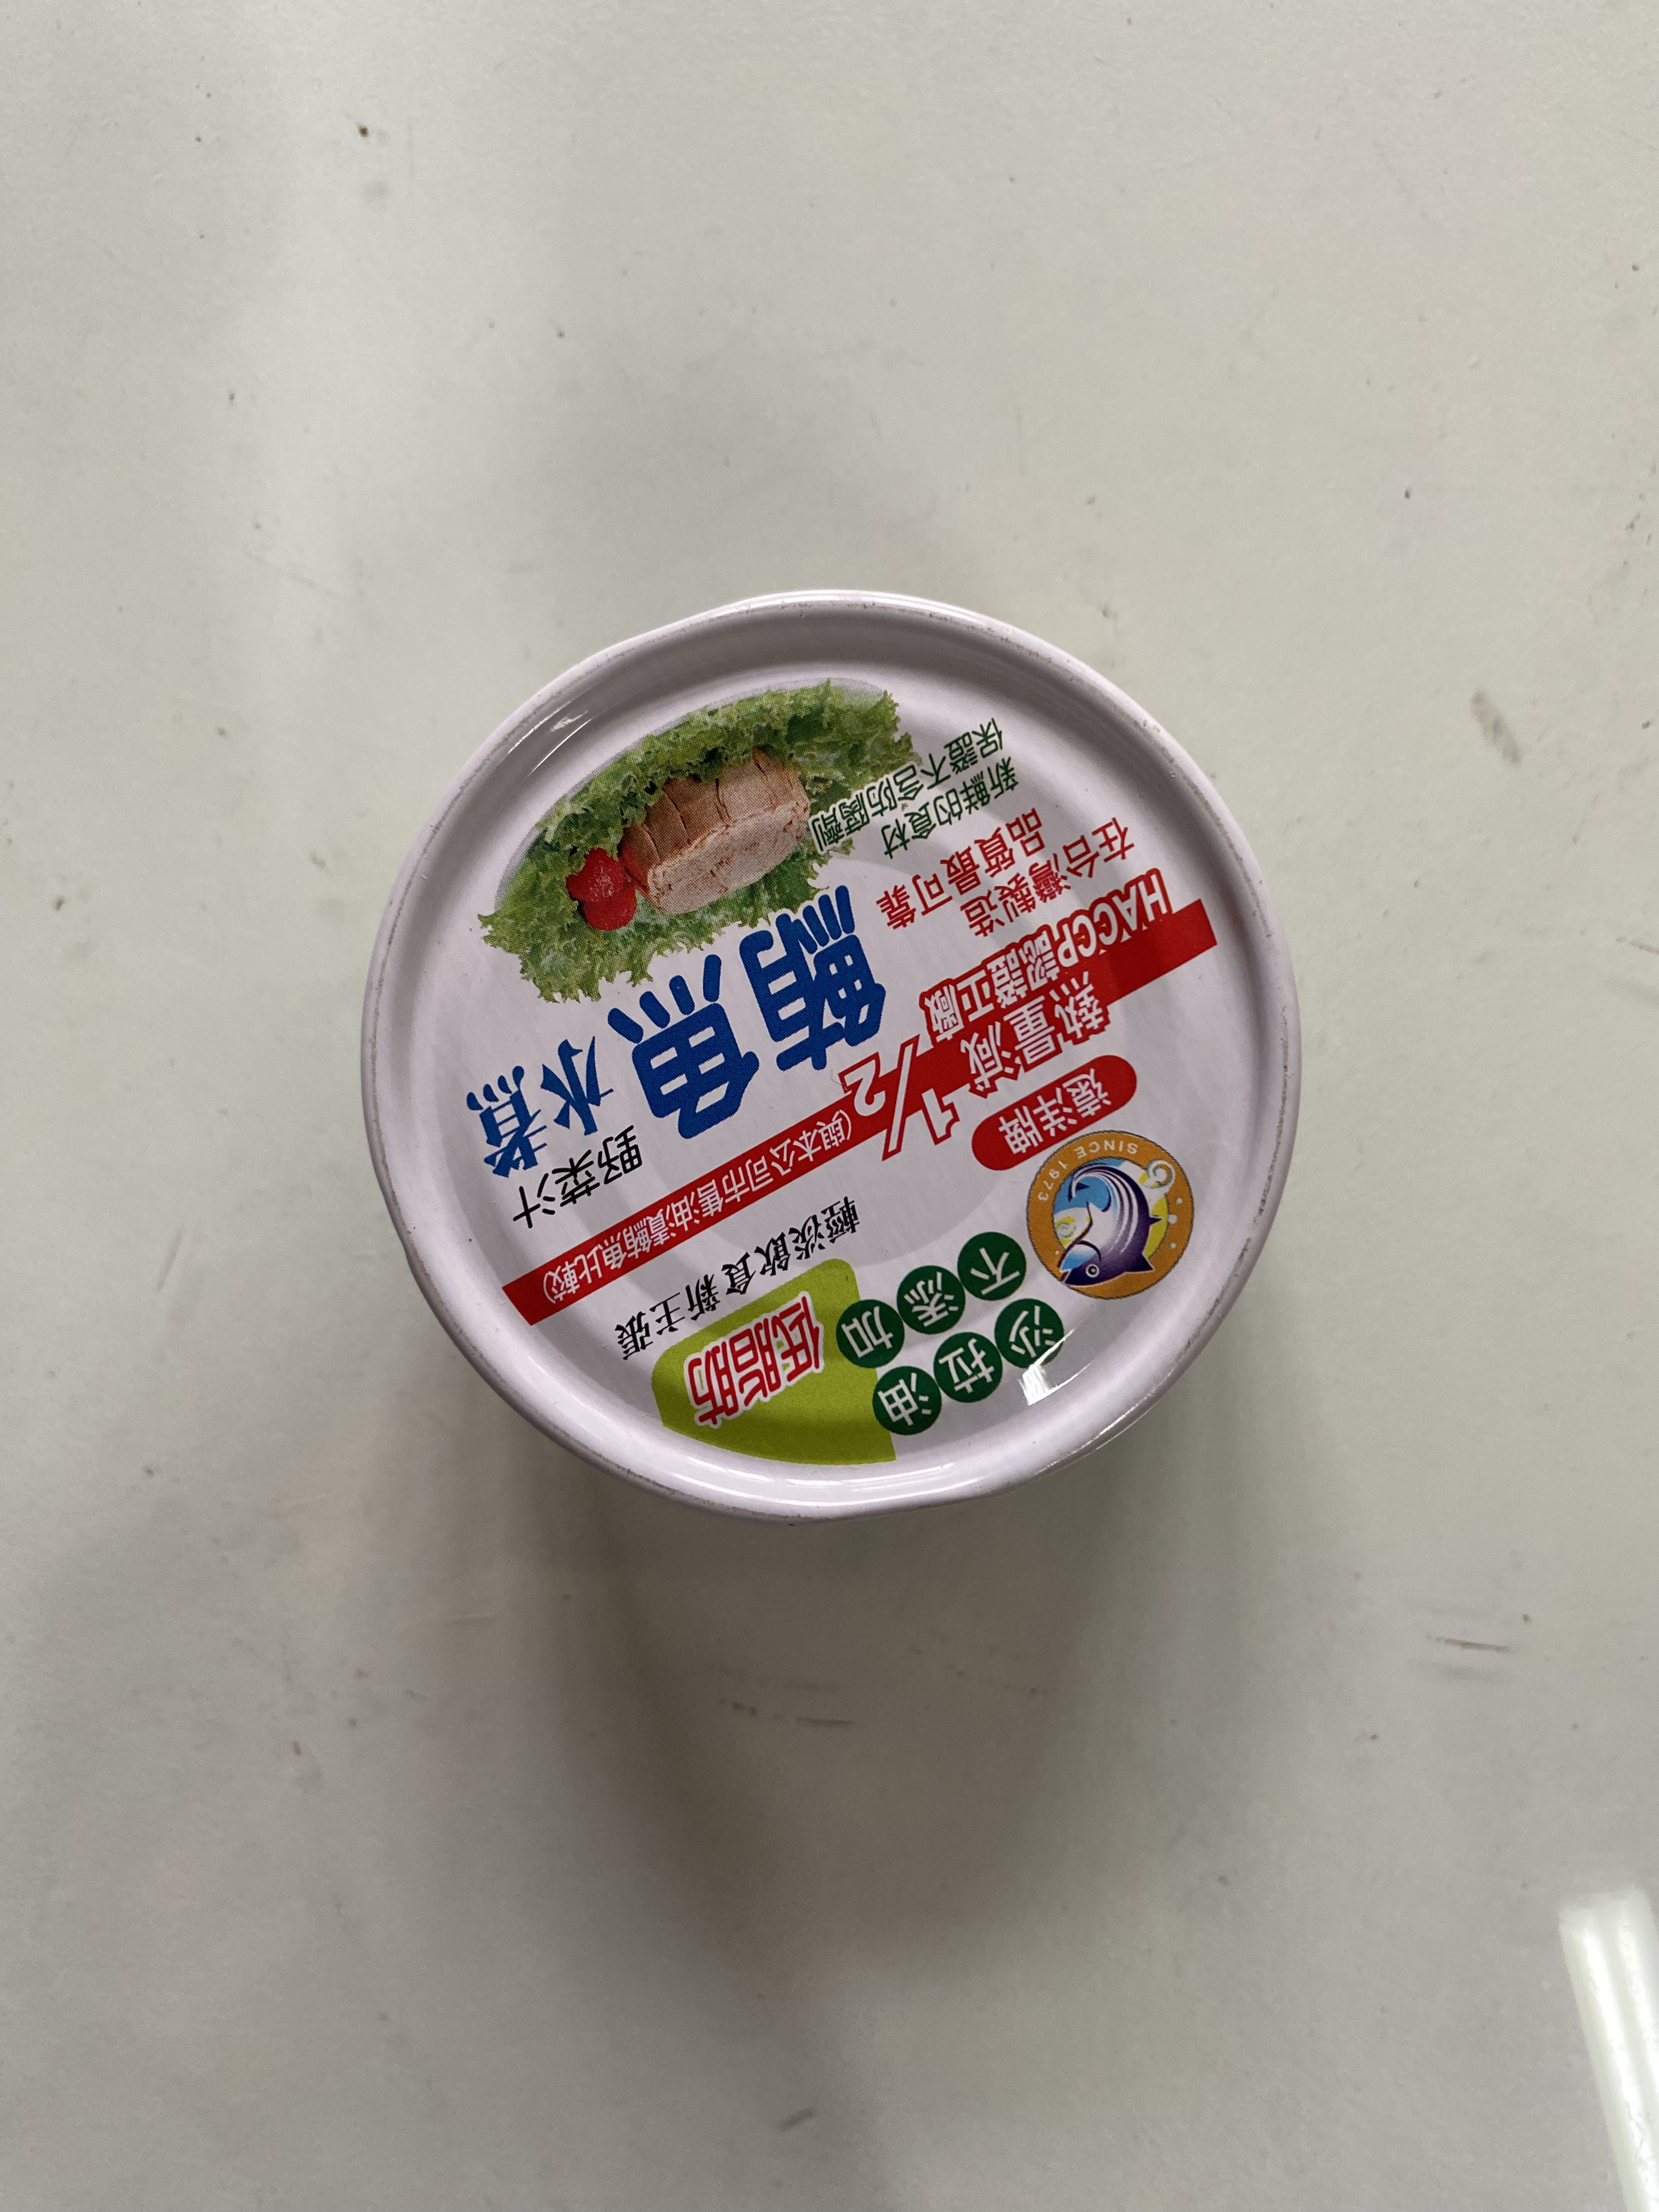 沙拉油
不添加
低脂肪
輕淡飲食新主張
SINCE 1973
遠洋牌
熱量減1/2
(與本公司市售油漬鮪魚比較)
HACCP認證工廠
野菜汁
鮪魚
水煮
在台灣製造
品質最可靠
新鮮的食材
保證不含防腐劑